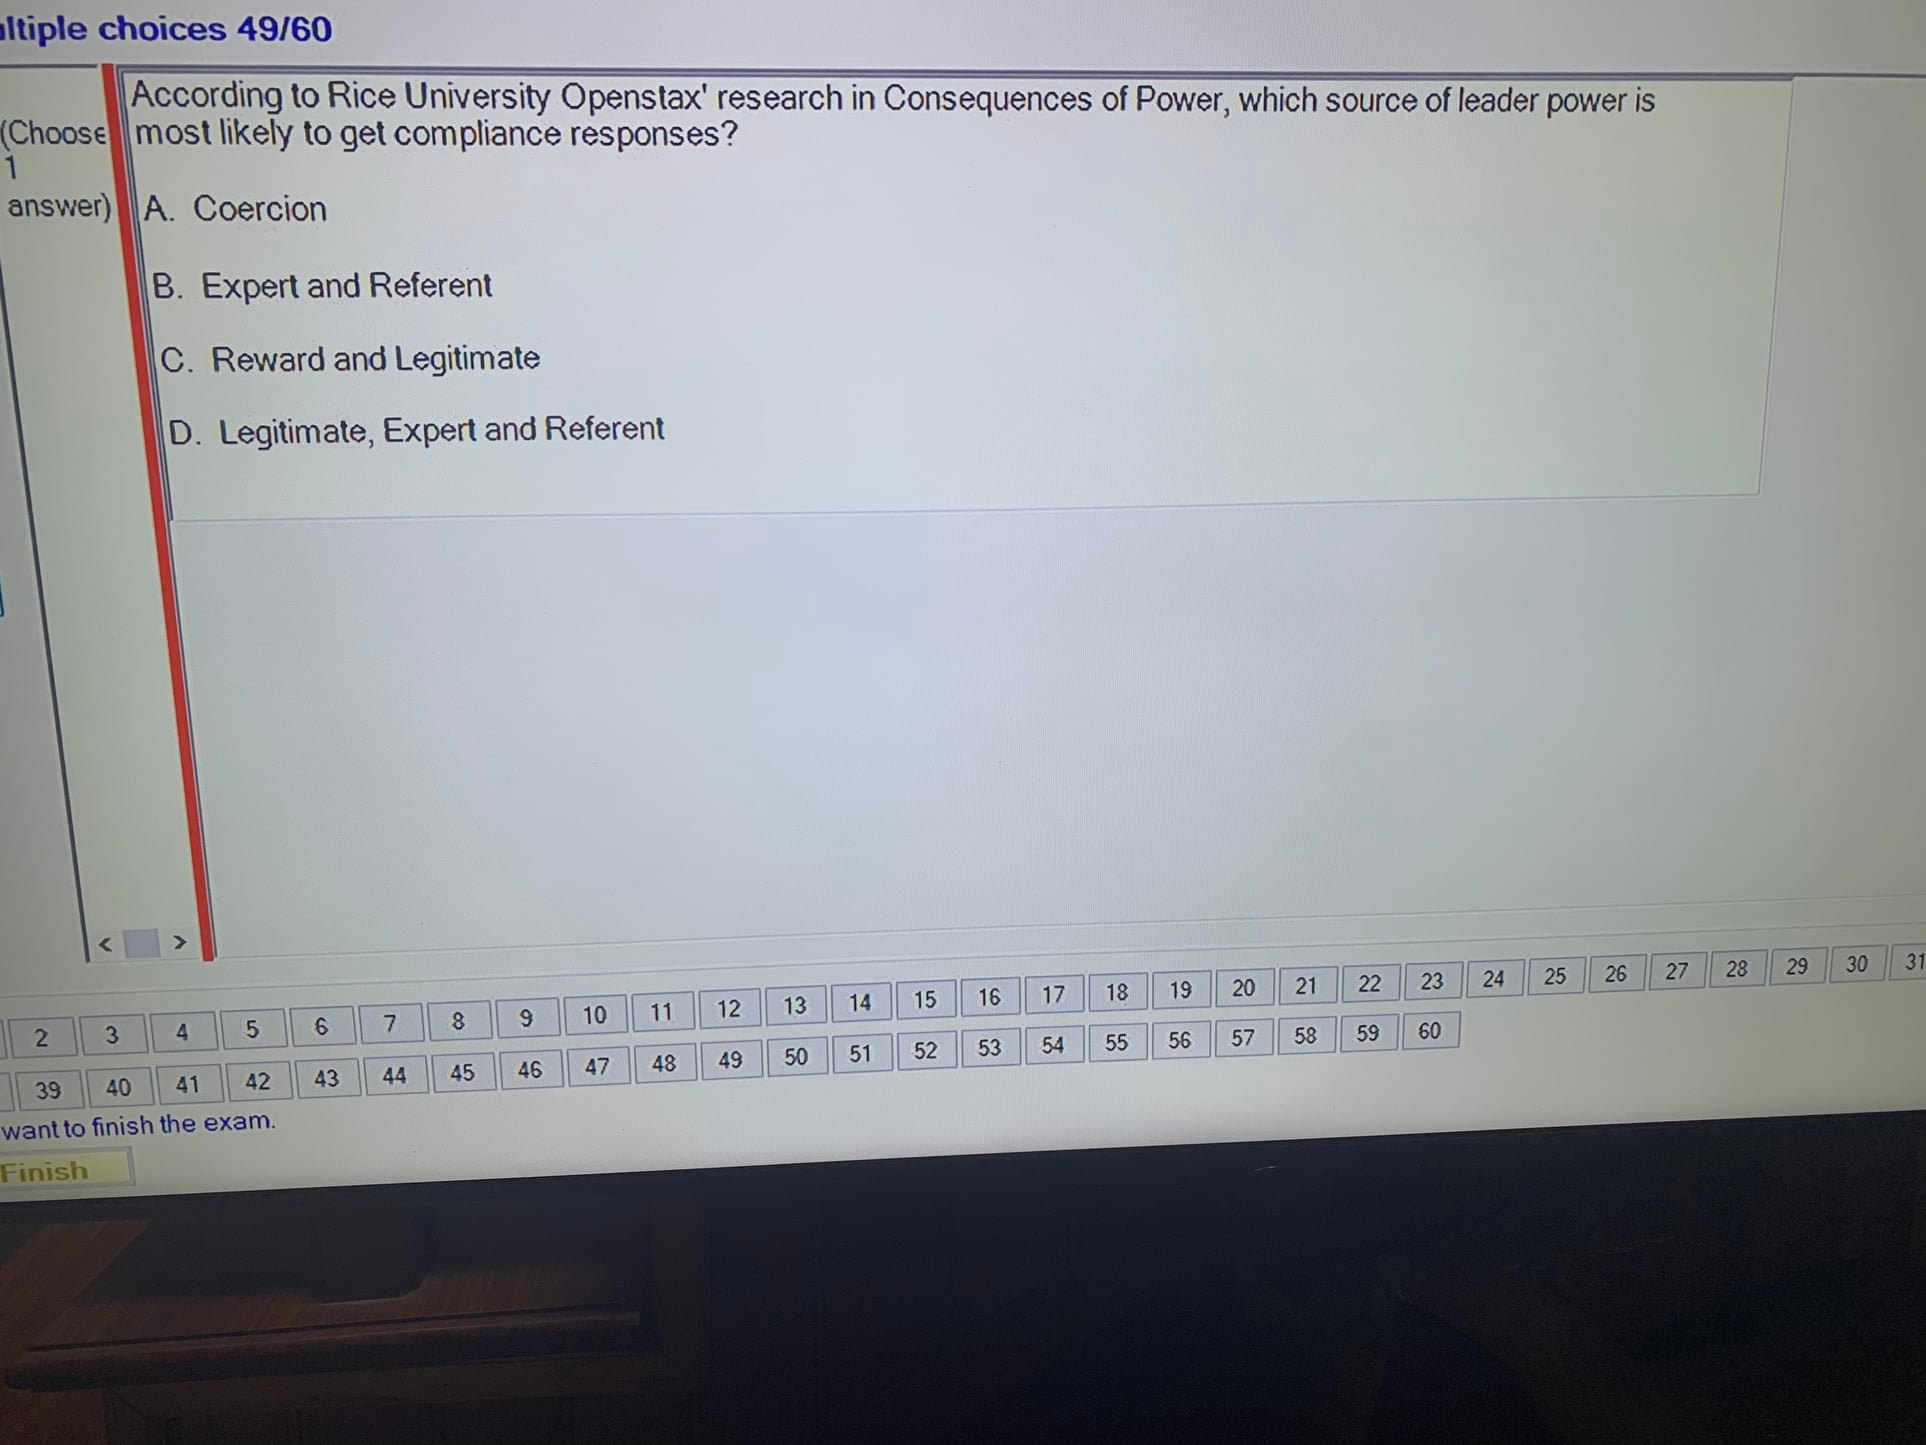 ltiple choices 49/60
According to Rice University Openstax' research in Consequences of Power, which source of leader power is
most likely to get compliance responses?
(Choose
1
answer)
A. Coercion
B. Expert and Referent
C. Reward and Legitimate
D. Legitimate, Expert and Referent
< >
2 3 4 5 6 7 8 9 10 11 12 13 14 15 16 17 18 19 20 21 22 23 24 25 26 27 28 29 30 31
39 40 41 42 43 44 45 46 47 48 49 50 51 52 53 54 55 56 57 58 59 60
want to finish the exam.
Finish